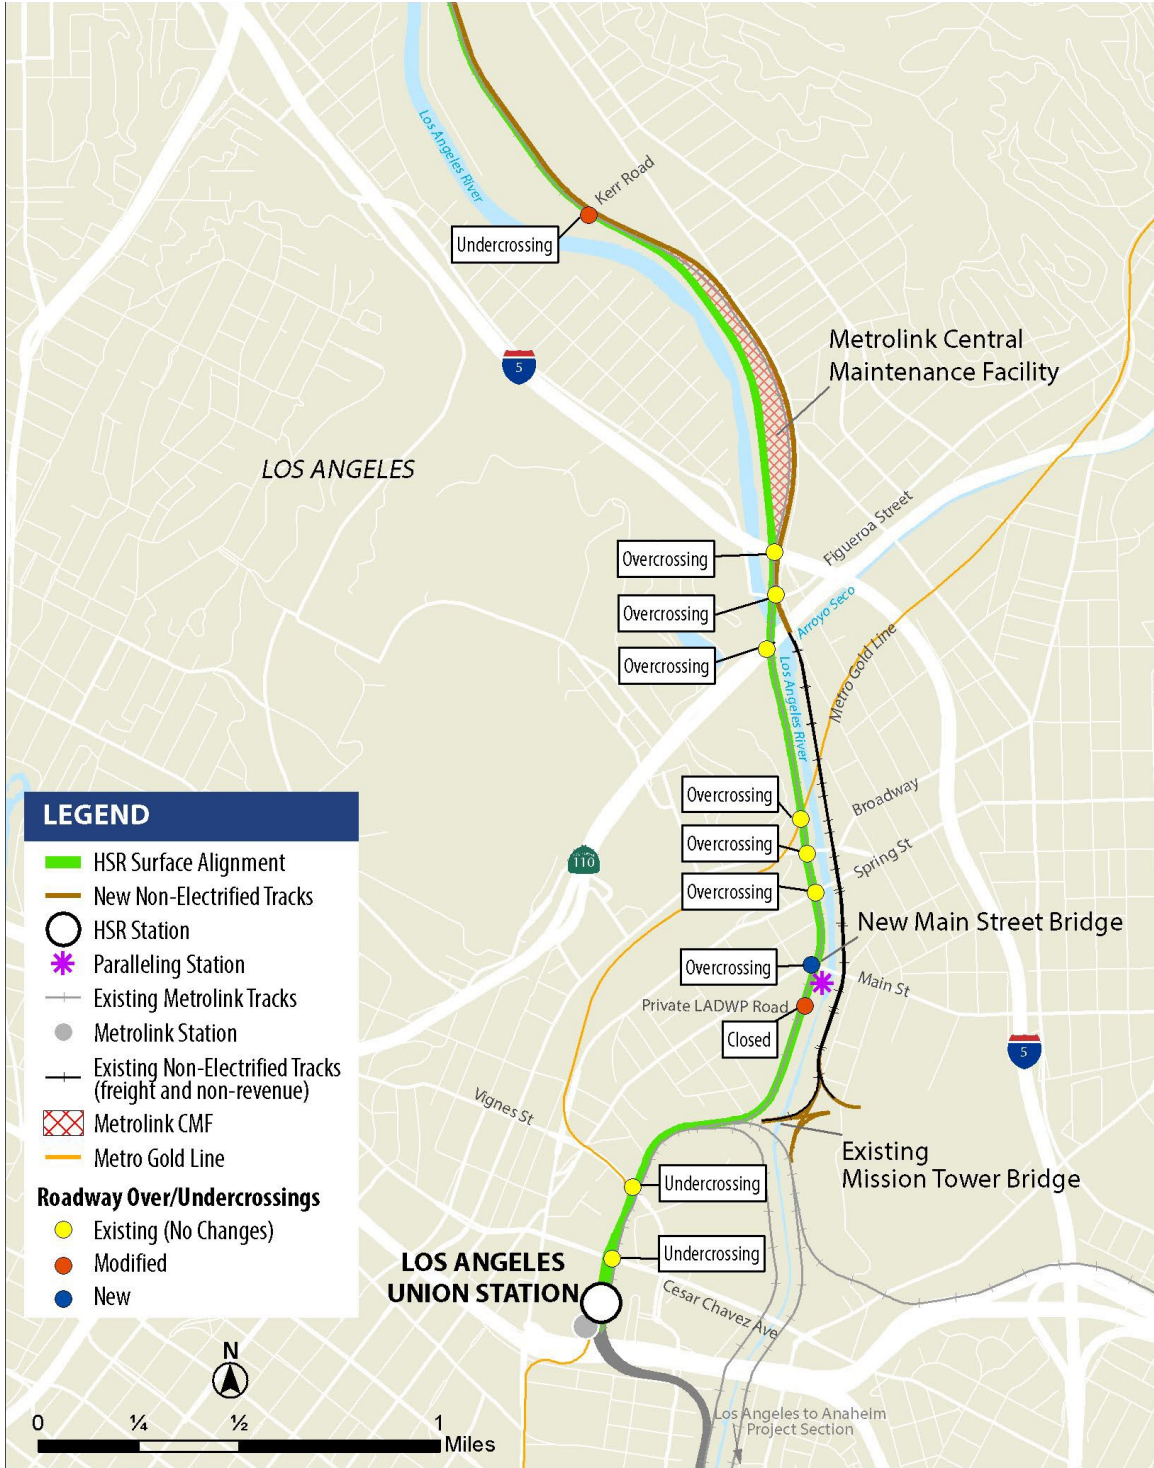 Los Angeles River
Kerr Road
Undercrossing
Metrolink Central
Maintenance Facility
5
LOS ANGELES
Figueroa Street
Overcrossing
Overcrossing
Arroyo Seco
Overcrossing
Los Angeles River
Metro Gold Line
Overcrossing
Broadway
Overcrossing
Spring St
Overcrossing
110
New Main Street Bridge
Overcrossing
Main St
Private LADWP Road
Closed
5
Vignes St
Existing
Mission Tower Bridge
Undercrossing
Undercrossing
LOS ANGELES
UNION STATION
Cesar Chavez Ave
Los Angeles to Anaheim
Project Section
LEGEND
HSR Surface Alignment
New Non-Electrified Tracks
HSR Station
Paralleling Station
Existing Metrolink Tracks
Metrolink Station
Existing Non-Electrified Tracks
(freight and non-revenue)
Metrolink CMF
Metro Gold Line
Roadway Over/Undercrossings
Existing (No Changes)
Modified
New
N
0 ¼ ½ 1
Miles